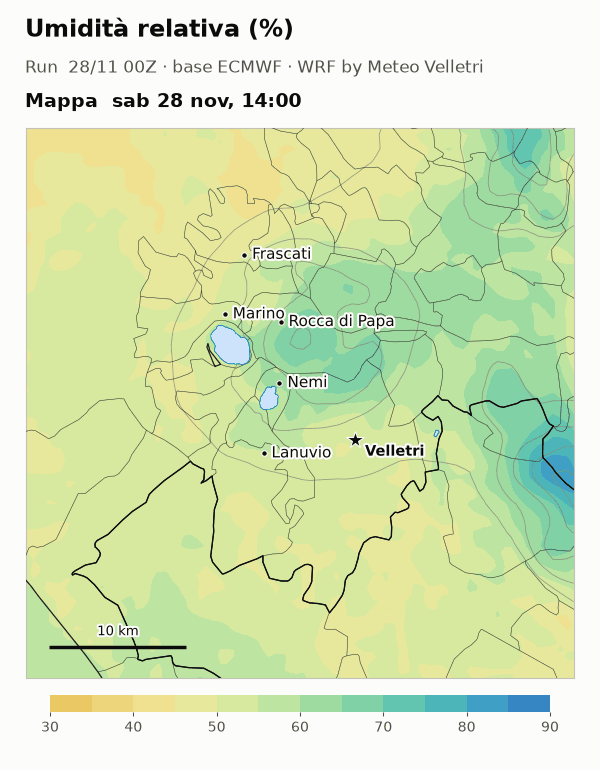 Umidità relativa (%)
Run  28/11 00Z · base ECMWF · WRF by Meteo Velletri
Mappa  sab 28 nov, 14:00
Frascati
Marino
Rocca di Papa
Nemi
Velletri
Lanuvio
10 km
30 40 50 60 70 80 90